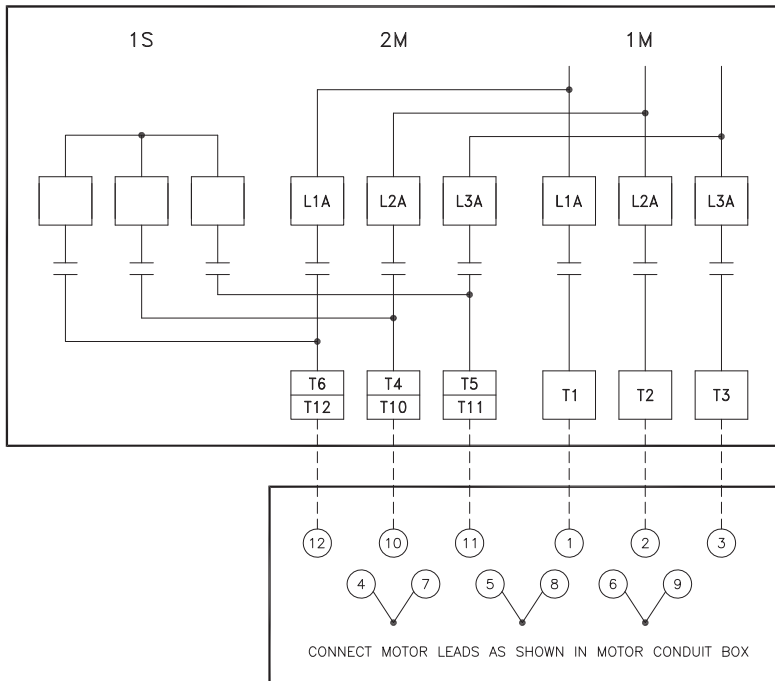 1S 2M 1M
L1A L2A L3A L1A L2A L3A
T6 T4 T5 T1 T2 T3
T12 T10 T11
12 10 11 1 2 3
4 7 5 8 6 9
CONNECT MOTOR LEADS AS SHOWN IN MOTOR CONDUIT BOX